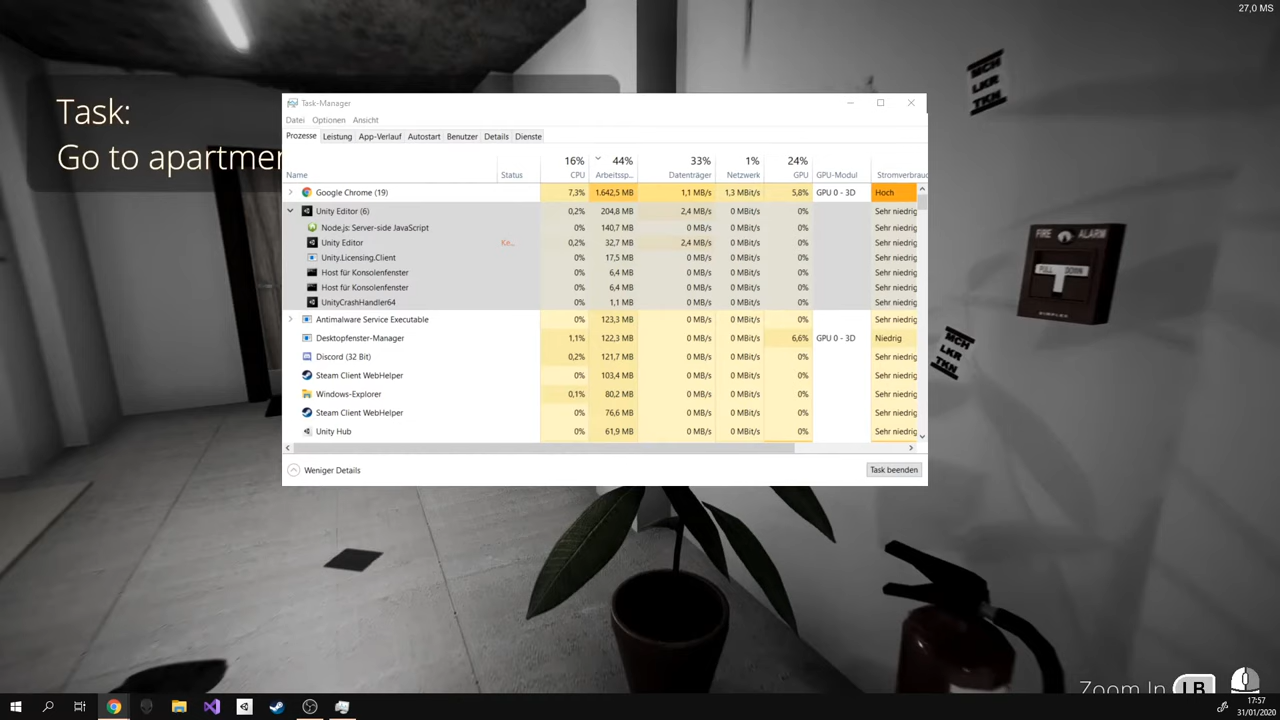 27,0 MS
Task:
Go to apartmen
MCH
LKR
TKN
FIRE ALARM
PULL DOWN
SIMPLEX
MCH
LKR
TKN
Task-Manager
Datei Optionen Ansicht
Prozesse Leistung App-Verlauf Autostart Benutzer Details Dienste
16% 44% 33% 1% 24%
Name Status CPU Arbeitssp... Datenträger Netzwerk GPU GPU-Modul Stromverbrauc
Google Chrome (19) 7,3% 1.642,5 MB 1,1 MB/s 1,3 MBit/s 5,8% GPU 0 - 3D Hoch
Unity Editor (6) 0,2% 204,8 MB 2,4 MB/s 0 MBit/s 0% Sehr niedrig
Node.js: Server-side JavaScript 0% 140,7 MB 0 MB/s 0 MBit/s 0% Sehr niedrig
Unity Editor Ke... 0,2% 32,7 MB 2,4 MB/s 0 MBit/s 0% Sehr niedrig
Unity.Licensing.Client 0% 17,5 MB 0 MB/s 0 MBit/s 0% Sehr niedrig
Host für Konsolenfenster 0% 6,4 MB 0 MB/s 0 MBit/s 0% Sehr niedrig
Host für Konsolenfenster 0% 6,4 MB 0 MB/s 0 MBit/s 0% Sehr niedrig
UnityCrashHandler64 0% 1,1 MB 0 MB/s 0 MBit/s 0% Sehr niedrig
Antimalware Service Executable 0% 123,3 MB 0 MB/s 0 MBit/s 0% Sehr niedrig
Desktopfenster-Manager 1,1% 122,3 MB 0 MB/s 0 MBit/s 6,6% GPU 0 - 3D Niedrig
Discord (32 Bit) 0,2% 121,7 MB 0 MB/s 0 MBit/s 0% Sehr niedrig
Steam Client WebHelper 0% 103,4 MB 0 MB/s 0 MBit/s 0% Sehr niedrig
Windows-Explorer 0,1% 80,2 MB 0 MB/s 0 MBit/s 0% Sehr niedrig
Steam Client WebHelper 0% 76,6 MB 0 MB/s 0 MBit/s 0% Sehr niedrig
Unity Hub 0% 61,9 MB 0 MB/s 0 MBit/s 0% Sehr niedrig
Weniger Details Task beenden
Zoom In LB
17:57
31/01/2020